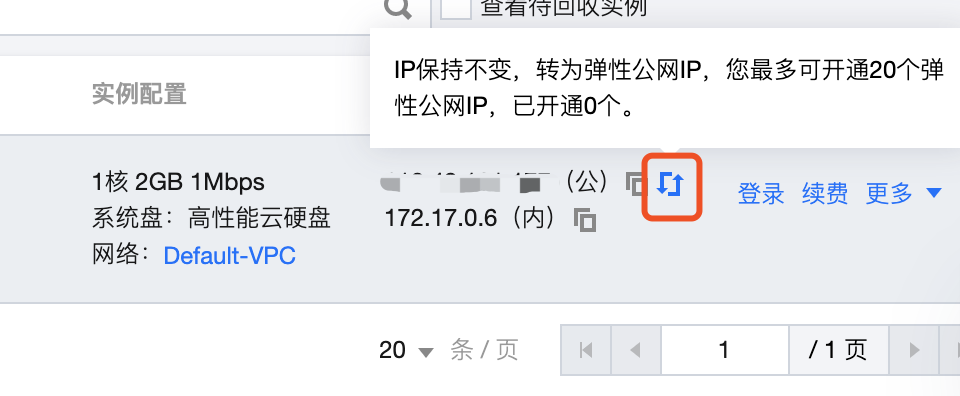 查看待回收实例
IP保持不变，转为弹性公网IP，您最多可开通20个弹
性公网IP，已开通0个。
实例配置
1核 2GB 1Mbps
系统盘：高性能云硬盘
网络：Default-VPC
（公）
172.17.0.6（内）
登录 续费 更多
20 条 / 页
1 / 1 页